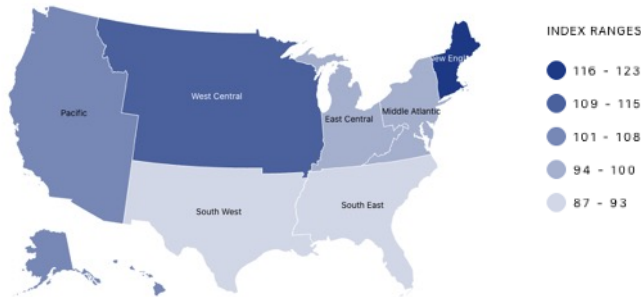 INDEX RANGES
116 - 123
109 - 115
101 - 108
94 - 100
87 - 93
Pacific
West Central
East Central
Middle Atlantic
South West
South East